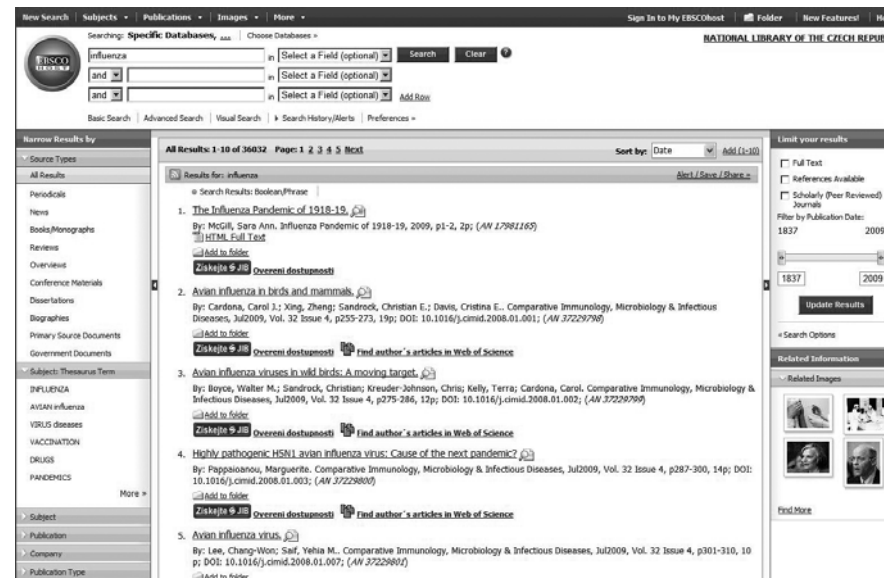 New Search | Subjects | Publications | Images | More
Sign In to My EBSCOhost | Folder | New Features!
Searching: Specific Databases, ... | Choose Databases »
NATIONAL LIBRARY OF THE CZECH REPUB
EBSCO HOST
influenza in Select a Field (optional) Search Clear ?
and in Select a Field (optional)
and in Select a Field (optional) Add Row
Basic Search | Advanced Search | Visual Search | Search History/Alerts | Preferences »
Narrow Results by
Source Types
All Results
Periodicals
News
Books/Monographs
Reviews
Overviews
Conference Materials
Dissertations
Biographies
Primary Source Documents
Government Documents
Subject: Thesaurus Term
INFLUENZA
AVIAN influenza
VIRUS diseases
VACCINATION
DRUGS
PANDEMICS
More »
Subject
Publication
Company
Publication Type
All Results: 1-10 of 36032 Page: 1 2 3 4 5 Next
Sort by: Date Add (1-10)
Results for: influenza
Alert / Save / Share »
Search Results: Boolean/Phrase
1. The Influenza Pandemic of 1918-19.
By: McGill, Sara Ann. Influenza Pandemic of 1918-19, 2009, p1-2, 2p; (AN 17981165)
HTML Full Text
Add to folder
Získejte JIB Overeni dostupnosti
2. Avian influenza in birds and mammals.
By: Cardona, Carol J.; Xing, Zheng; Sandrock, Christian E.; Davis, Cristina E.. Comparative Immunology, Microbiology & Infectious
Diseases, Jul2009, Vol. 32 Issue 4, p255-273, 19p; DOI: 10.1016/j.cimid.2008.01.001; (AN 37229798)
Add to folder
Získejte JIB Overeni dostupnosti Find author´s articles in Web of Science
3. Avian influenza viruses in wild birds: A moving target.
By: Boyce, Walter M.; Sandrock, Christian; Kreuder-Johnson, Chris; Kelly, Terra; Cardona, Carol. Comparative Immunology, Microbiology &
Infectious Diseases, Jul2009, Vol. 32 Issue 4, p275-286, 12p; DOI: 10.1016/j.cimid.2008.01.002; (AN 37229799)
Add to folder
Získejte JIB Overeni dostupnosti Find author´s articles in Web of Science
4. Highly pathogenic H5N1 avian influenza virus: Cause of the next pandemic?
By: Pappaioanou, Marguerite. Comparative Immunology, Microbiology & Infectious Diseases, Jul2009, Vol. 32 Issue 4, p287-300, 14p; DOI:
10.1016/j.cimid.2008.01.003; (AN 37229800)
Add to folder
Získejte JIB Overeni dostupnosti Find author´s articles in Web of Science
5. Avian influenza virus.
By: Lee, Chang-Won; Saif, Yehia M.. Comparative Immunology, Microbiology & Infectious Diseases, Jul2009, Vol. 32 Issue 4, p301-310, 10
p; DOI: 10.1016/j.cimid.2008.01.007; (AN 37229801)
Add to folder
Limit your results
Full Text
References Available
Scholarly (Peer Reviewed)
Journals
Filter by Publication Date:
1837 2009
1837 2009
Update Results
«Search Options
Related Information
Related Images
Find More